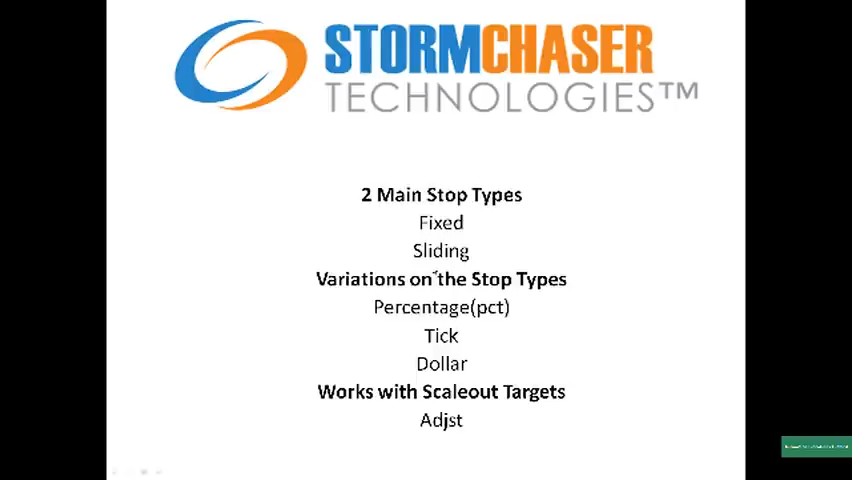 STORMCHASER
TECHNOLOGIES™
2 Main Stop Types
Fixed
Sliding
Variations on the Stop Types
Percentage(pct)
Tick
Dollar
Works with Scaleout Targets
Adjst